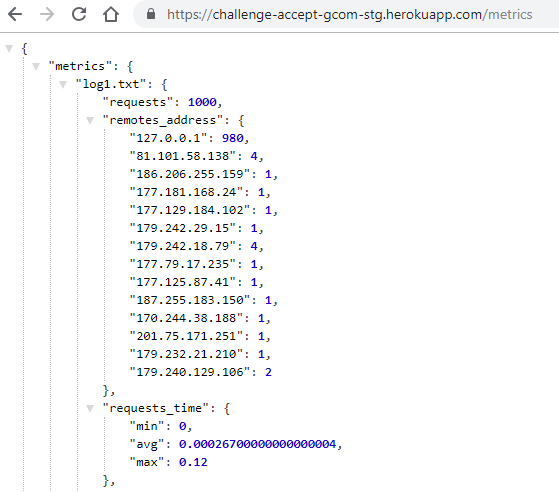 https://challenge-accept-gcom-stg.herokuapp.com/metrics
{
"metrics": {
"log1.txt": {
"requests": 1000,
"remotes_address": {
"127.0.0.1": 980,
"81.101.58.138": 4,
"186.206.255.159": 1,
"177.181.168.24": 1,
"177.129.184.102": 1,
"179.242.29.15": 1,
"179.242.18.79": 4,
"177.79.17.235": 1,
"177.125.87.41": 1,
"187.255.183.150": 1,
"170.244.38.188": 1,
"201.75.171.251": 1,
"179.232.21.210": 1,
"179.240.129.106": 2
},
"requests_time": {
"min": 0,
"avg": 0.00026700000000000004,
"max": 0.12
},